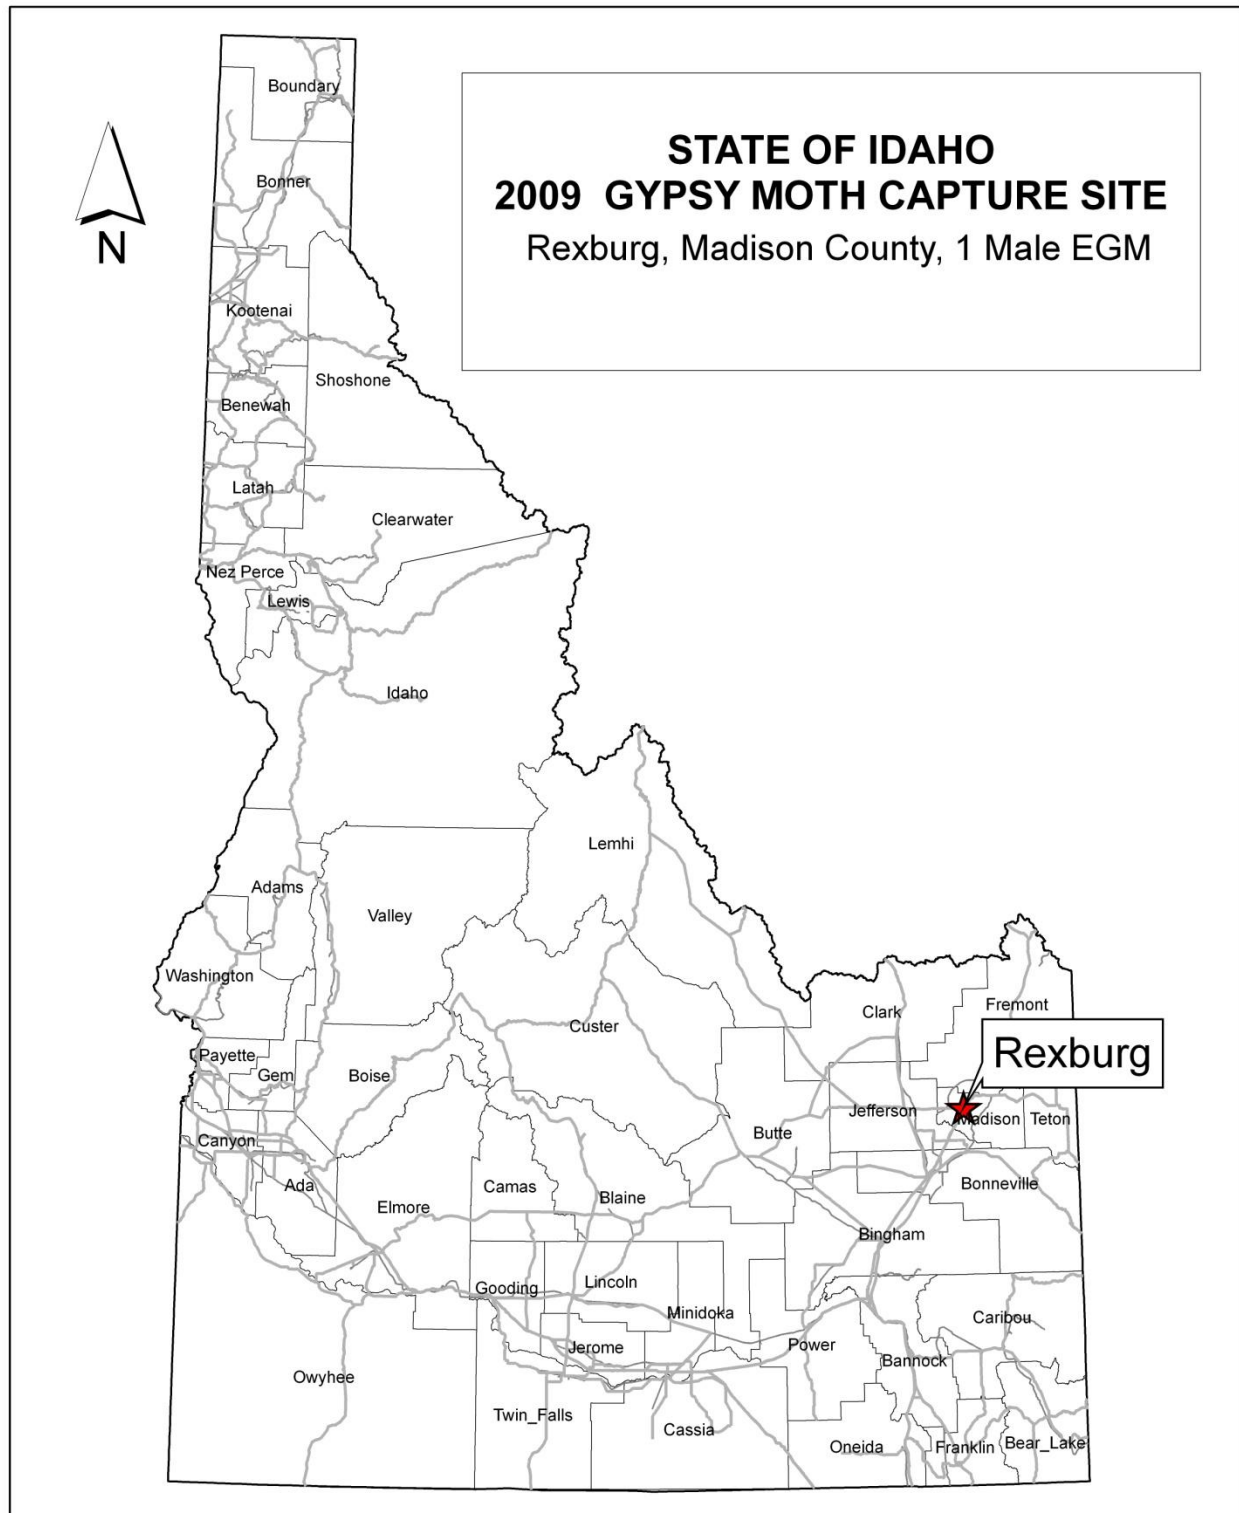 STATE OF IDAHO
2009 GYPSY MOTH CAPTURE SITE
Rexburg, Madison County, 1 Male EGM
N
Boundary
Bonner
Kootenai
Shoshone
Benewah
Latah
Clearwater
Nez Perce
Lewis
Idaho
Lemhi
Adams
Valley
Washington
Custer
Clark
Fremont
Rexburg
Payette
Gem
Boise
Jefferson
Madison
Teton
Butte
Canyon
Ada
Elmore
Camas
Blaine
Bonneville
Bingham
Gooding
Lincoln
Minidoka
Caribou
Jerome
Power
Bannock
Owyhee
Twin_Falls
Cassia
Oneida
Franklin
Bear_Lake